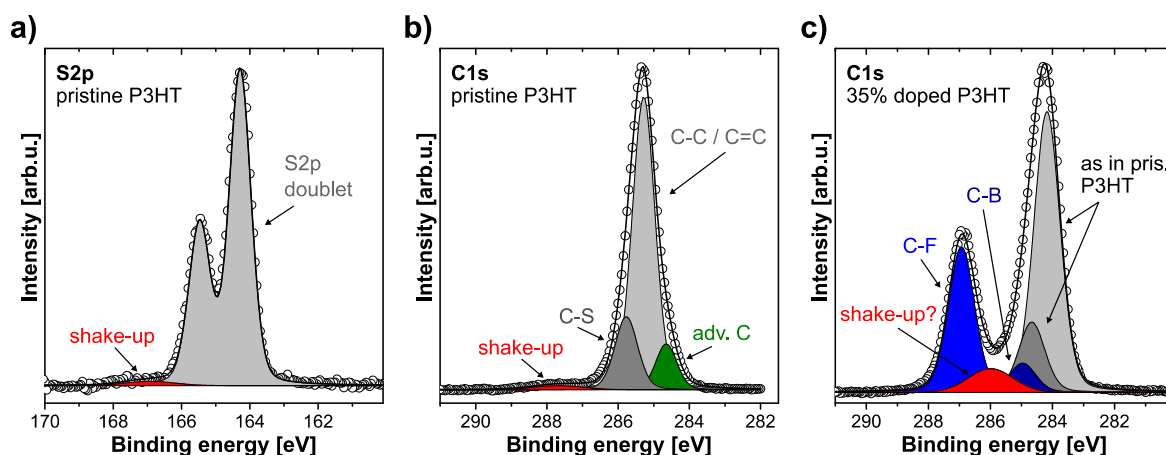 a)
S2p
pristine P3HT
S2p
doublet
shake-up
Intensity [arb.u.]
170 168 166 164 162
Binding energy [eV]
b)
C1s
pristine P3HT
C-C / C=C
C-S
shake-up
adv. C
Intensity [arb.u.]
290 288 286 284 282
Binding energy [eV]
c)
C1s
35% doped P3HT
as in pris.
P3HT
C-B
C-F
shake-up?
Intensity [arb.u.]
290 288 286 284 282
Binding energy [eV]